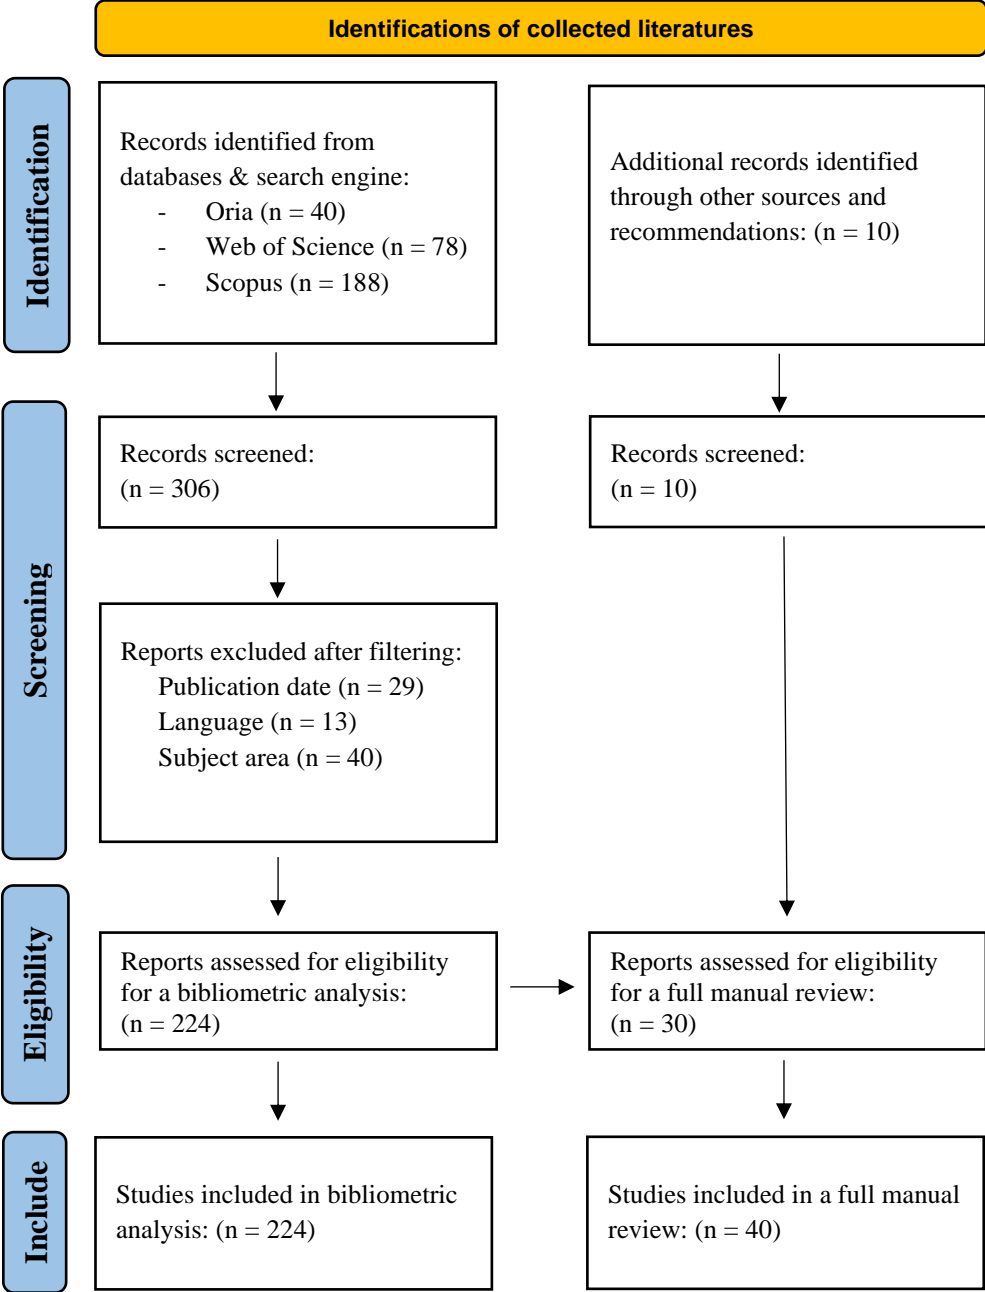 Identifications of collected literatures
Identification
Records identified from
databases & search engine:
- Oria (n = 40)
- Web of Science (n = 78)
- Scopus (n = 188)
Additional records identified
through other sources and
recommendations: (n = 10)
Screening
Records screened:
(n = 306)
Records screened:
(n = 10)
Reports excluded after filtering:
Publication date (n = 29)
Language (n = 13)
Subject area (n = 40)
Eligibility
Reports assessed for eligibility
for a bibliometric analysis:
(n = 224)
Reports assessed for eligibility
for a full manual review:
(n = 30)
Include
Studies included in bibliometric
analysis: (n = 224)
Studies included in a full manual
review: (n = 40)